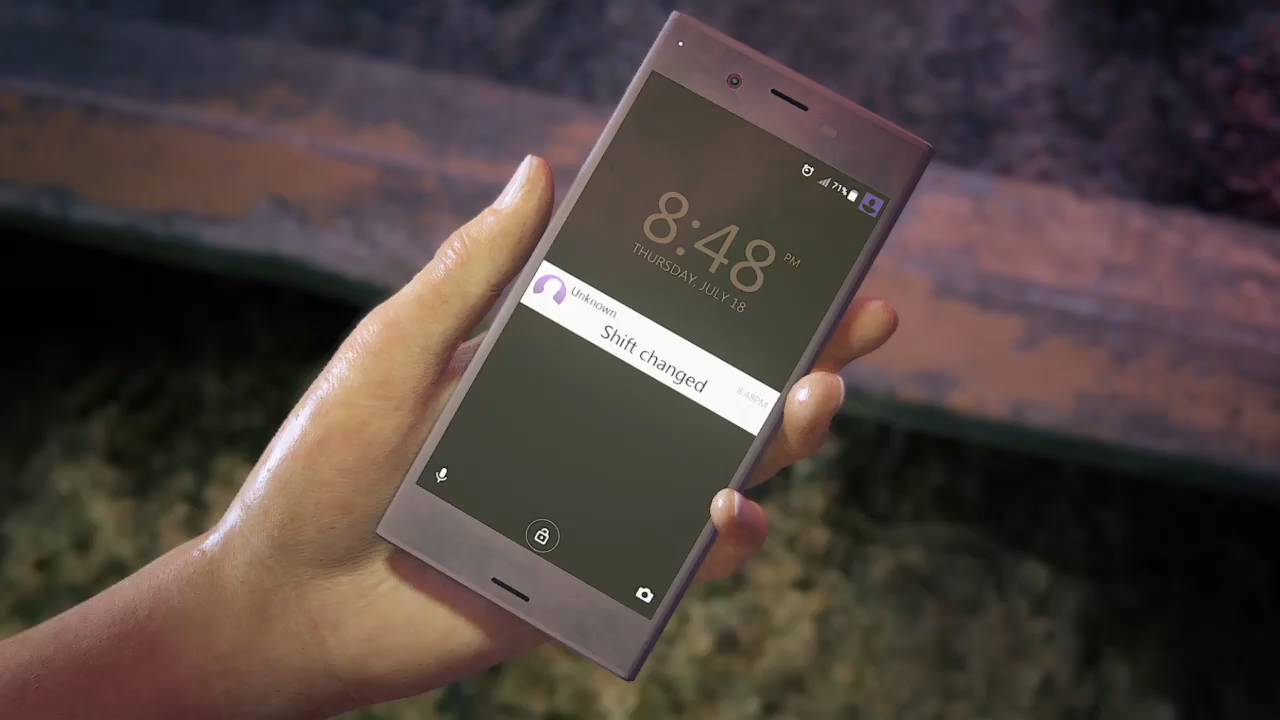 71%
8:48 PM
THURSDAY, JULY 18
Unknown
Shift changed
8:48PM